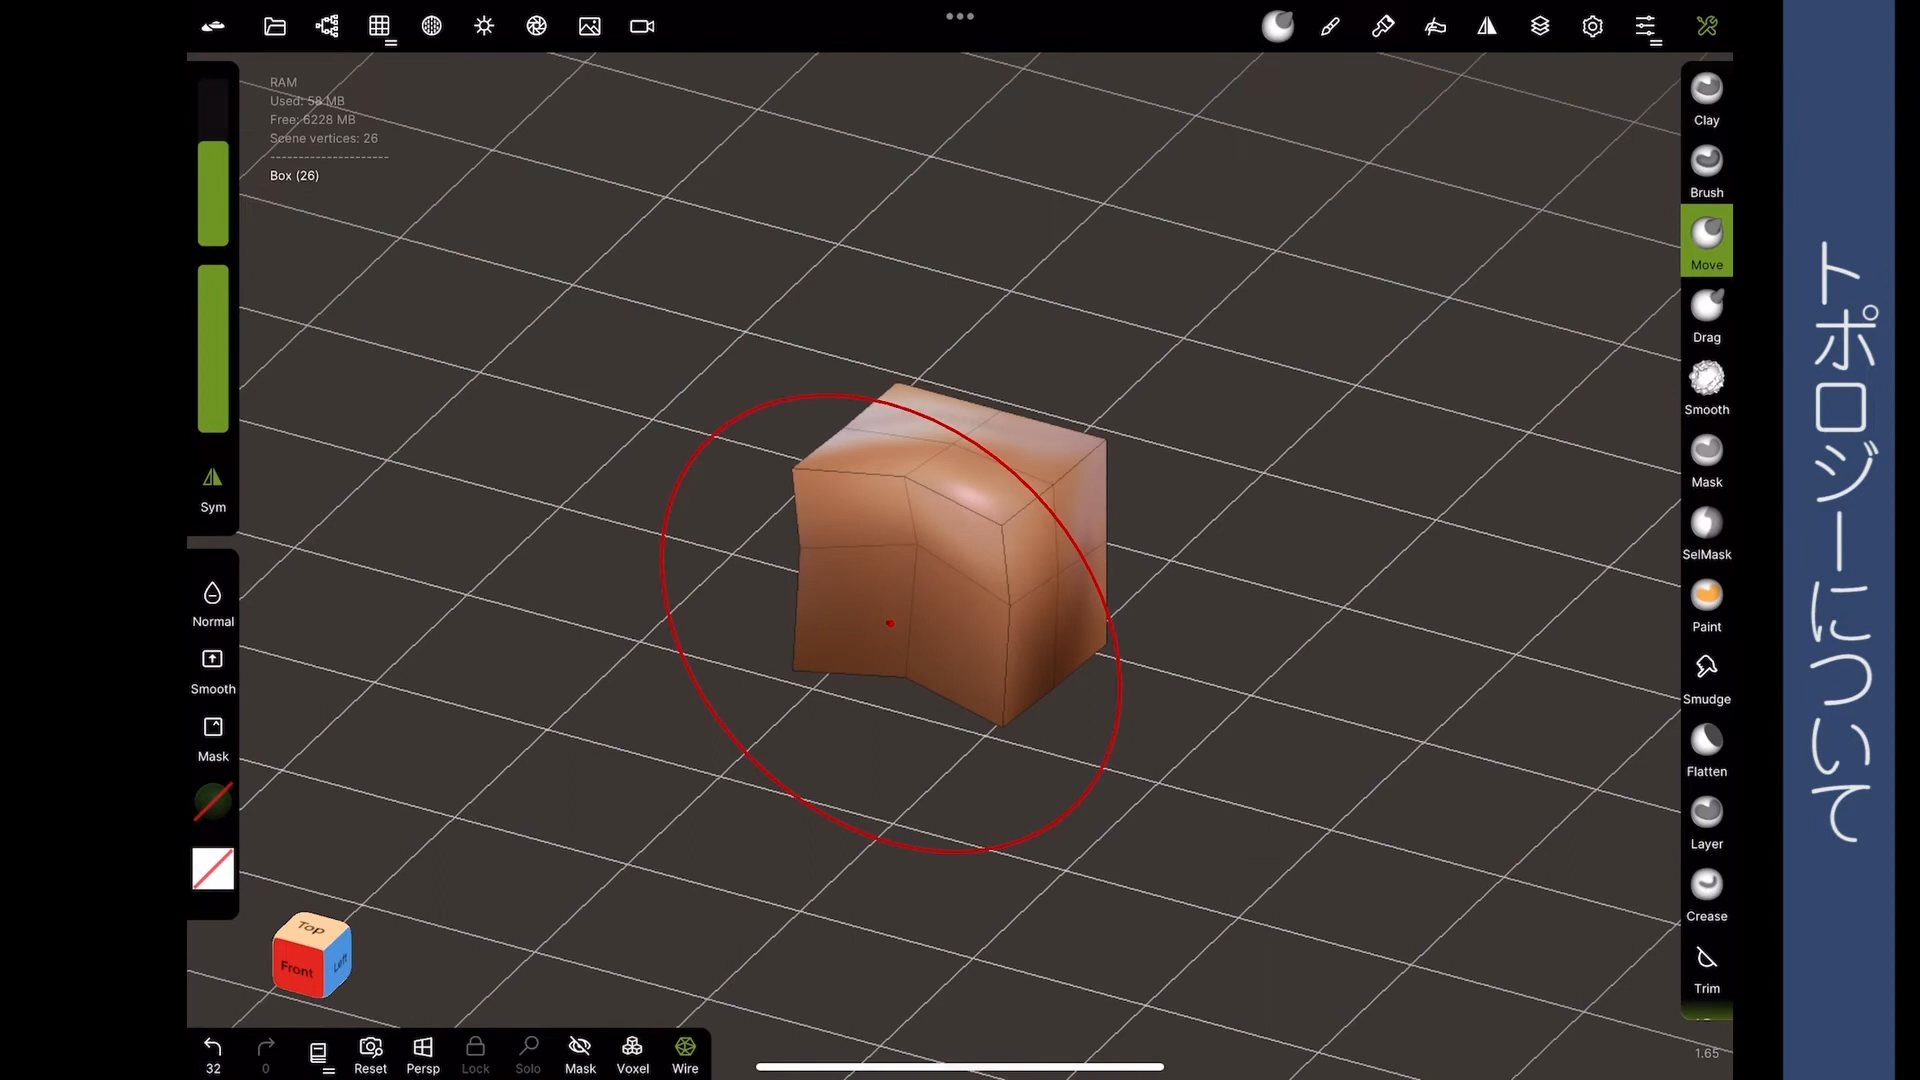 RAM
Used: 58 MB
Free: 6228 MB
Scene vertices: 26
---------------------
Box (26)
Sym
Normal
Smooth
Mask
Top
Front
Left
32
0
Reset
Persp
Lock
Solo
Mask
Voxel
Wire
Clay
Brush
Move
Drag
Smooth
Mask
SelMask
Paint
Smudge
Flatten
Layer
Crease
Trim
1.65
トポロジーについて